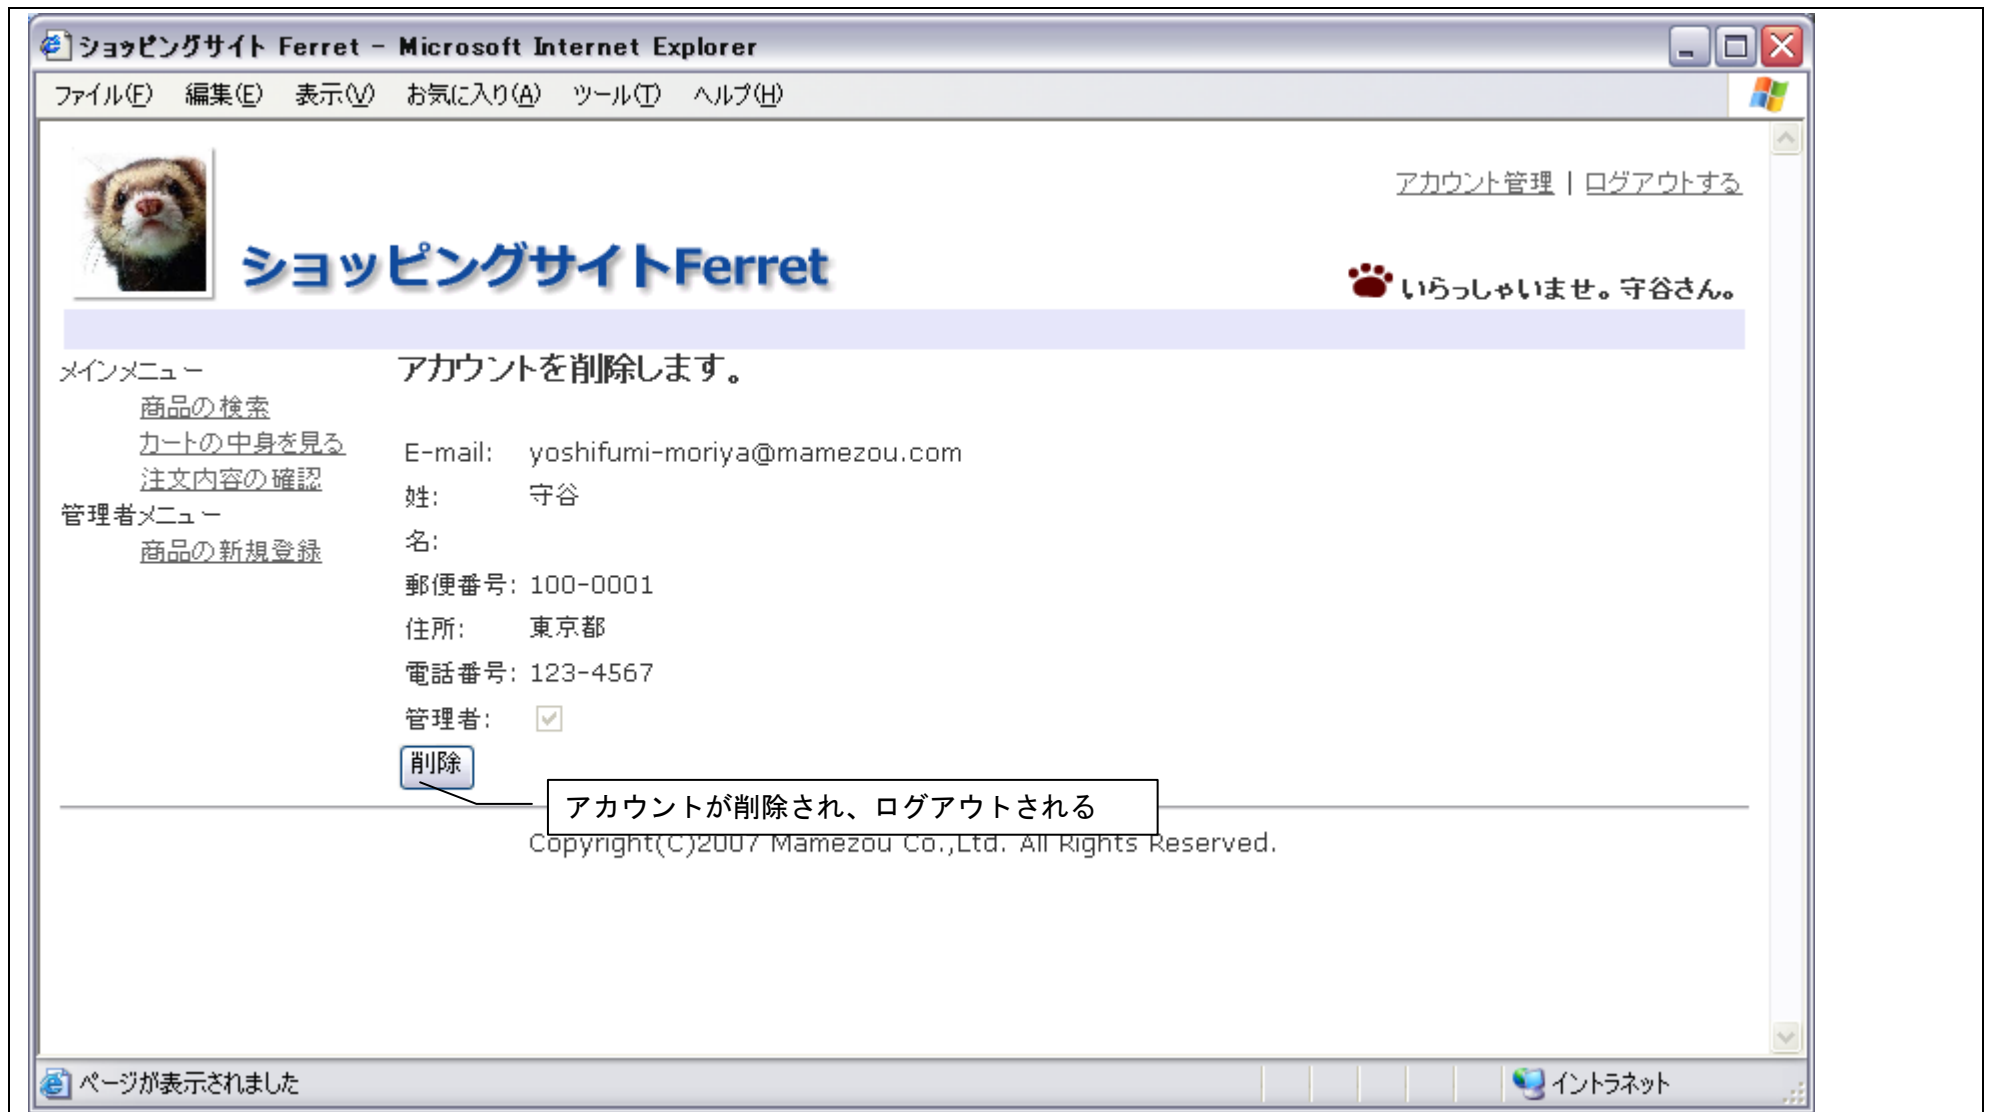 ショッピングサイト Ferret - Microsoft Internet Explorer
ファイル(F) 編集(E) 表示(V) お気に入り(A) ツール(T) ヘルプ(H)
アカウント管理 | ログアウトする
ショッピングサイトFerret
いらっしゃいませ。守谷さん。
メインメニュー
商品の検索
カートの中身を見る
注文内容の確認
管理者メニュー
商品の新規登録
アカウントを削除します。
E-mail: yoshifumi-moriya@mamezou.com
姓: 守谷
名:
郵便番号: 100-0001
住所: 東京都
電話番号: 123-4567
管理者:
削除
アカウントが削除され、ログアウトされる
Copyright(C)2007 Mamezou Co.,Ltd. All Rights Reserved.
ページが表示されました
イントラネット